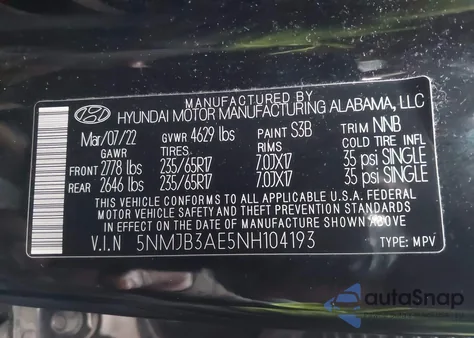 MANUFACTURED BY
HYUNDAI MOTOR MANUFACTURING ALABAMA, LLC
Mar/07/22 GVWR 4629 lbs PAINT S3B TRIM NNB
GAWR TIRES RIMS COLD TIRE INFL
FRONT 2778 lbs 235/65R17 7.0JX17 35 psi SINGLE
REAR 2646 lbs 235/65R17 7.0JX17 35 psi SINGLE
THIS VEHICLE CONFORMS TO ALL APPLICABLE U.S.A. FEDERAL
MOTOR VEHICLE SAFETY AND THEFT PREVENTION STANDARDS
IN EFFECT ON THE DATE OF MANUFACTURE SHOWN ABOVE
V.I.N 5NMJB3AE5NH104193 TYPE: MPV
autoSnap